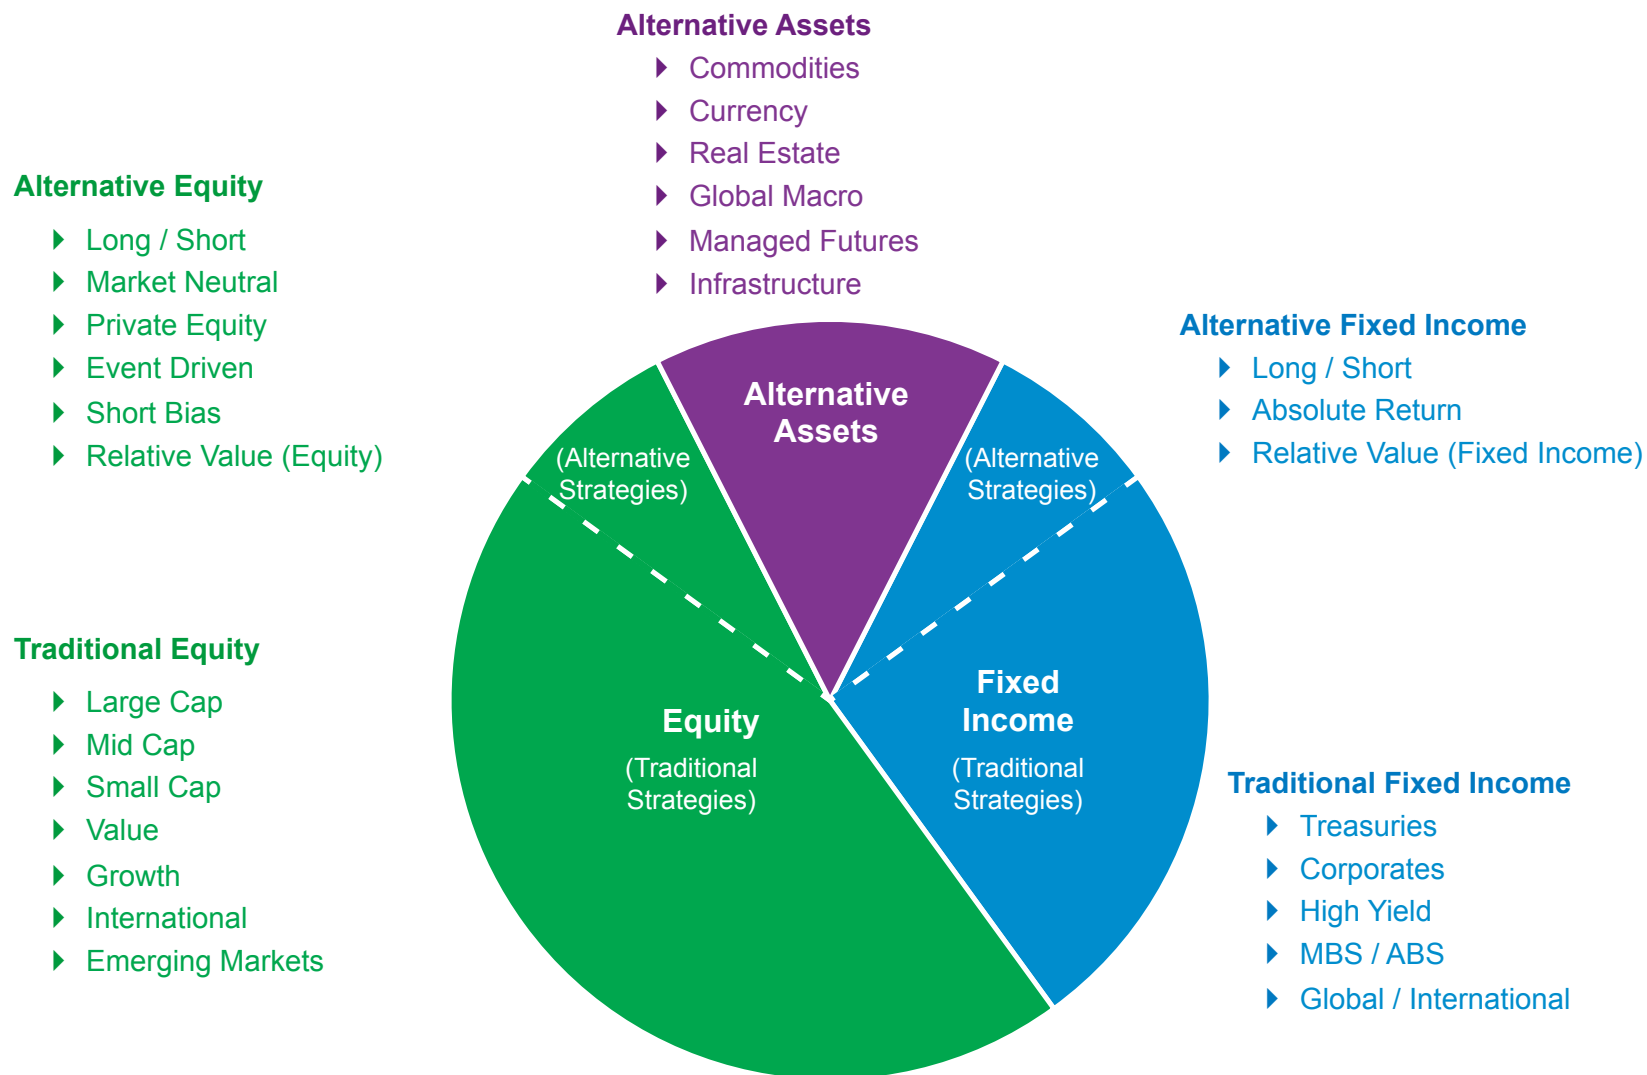 Alternative Assets
Commodities
Currency
Real Estate
Global Macro
Managed Futures
Infrastructure
Alternative Equity
Long / Short
Market Neutral
Private Equity
Event Driven
Short Bias
Relative Value (Equity)
Alternative Fixed Income
Long / Short
Absolute Return
Relative Value (Fixed Income)
Alternative
Assets
(Alternative
Strategies)
(Alternative
Strategies)
Equity
(Traditional
Strategies)
Fixed
Income
(Traditional
Strategies)
Traditional Equity
Large Cap
Mid Cap
Small Cap
Value
Growth
International
Emerging Markets
Traditional Fixed Income
Treasuries
Corporates
High Yield
MBS / ABS
Global / International